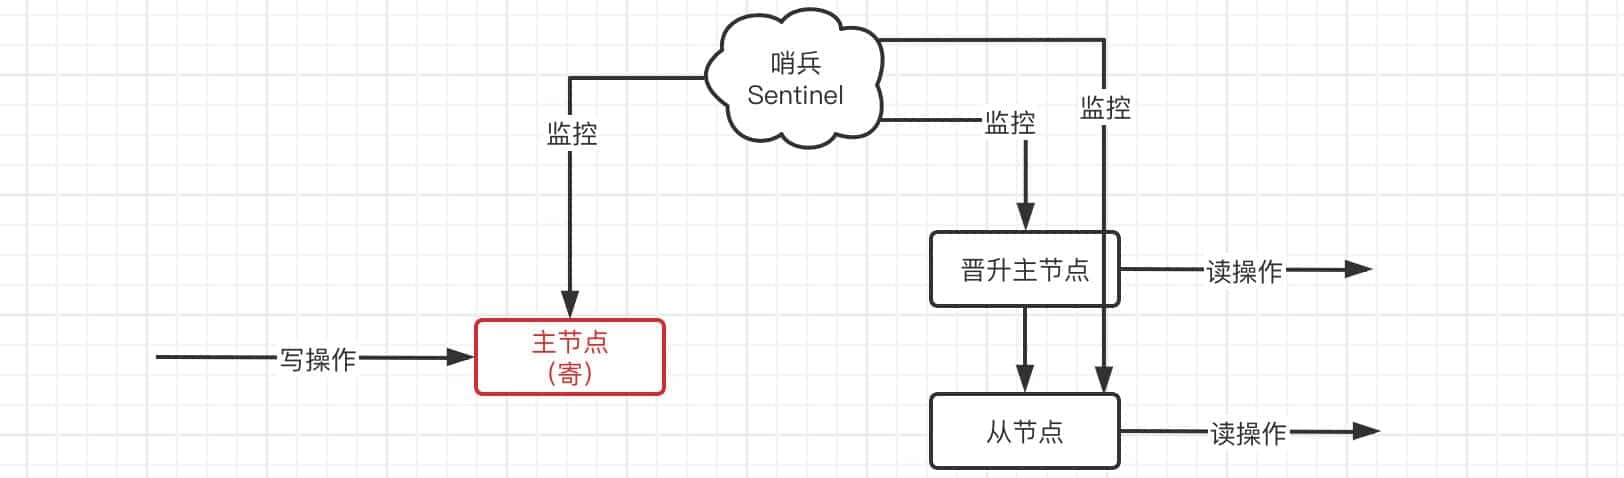 哨兵
Sentinel
监控
监控
监控
晋升主节点
读操作
主节点
(寄)
写操作
从节点
读操作